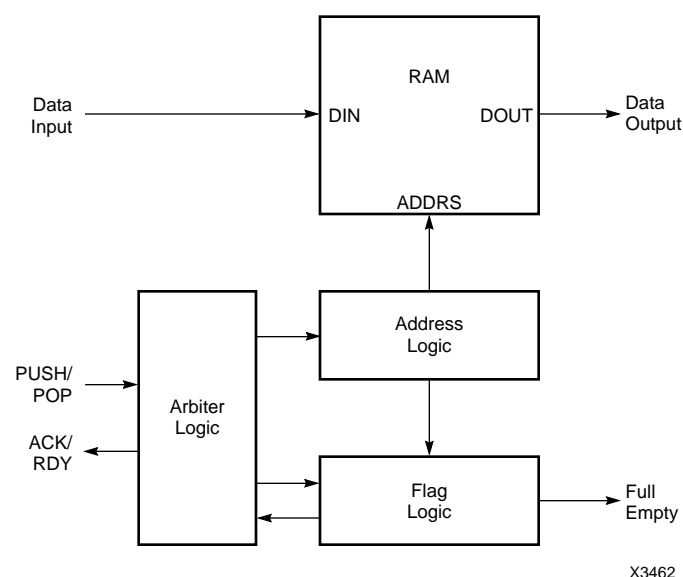 RAM
Data
Input
DIN
DOUT
Data
Output
ADDRS
Address
Logic
PUSH/
POP
Arbiter
Logic
ACK/
RDY
Flag
Logic
Full
Empty
X3462